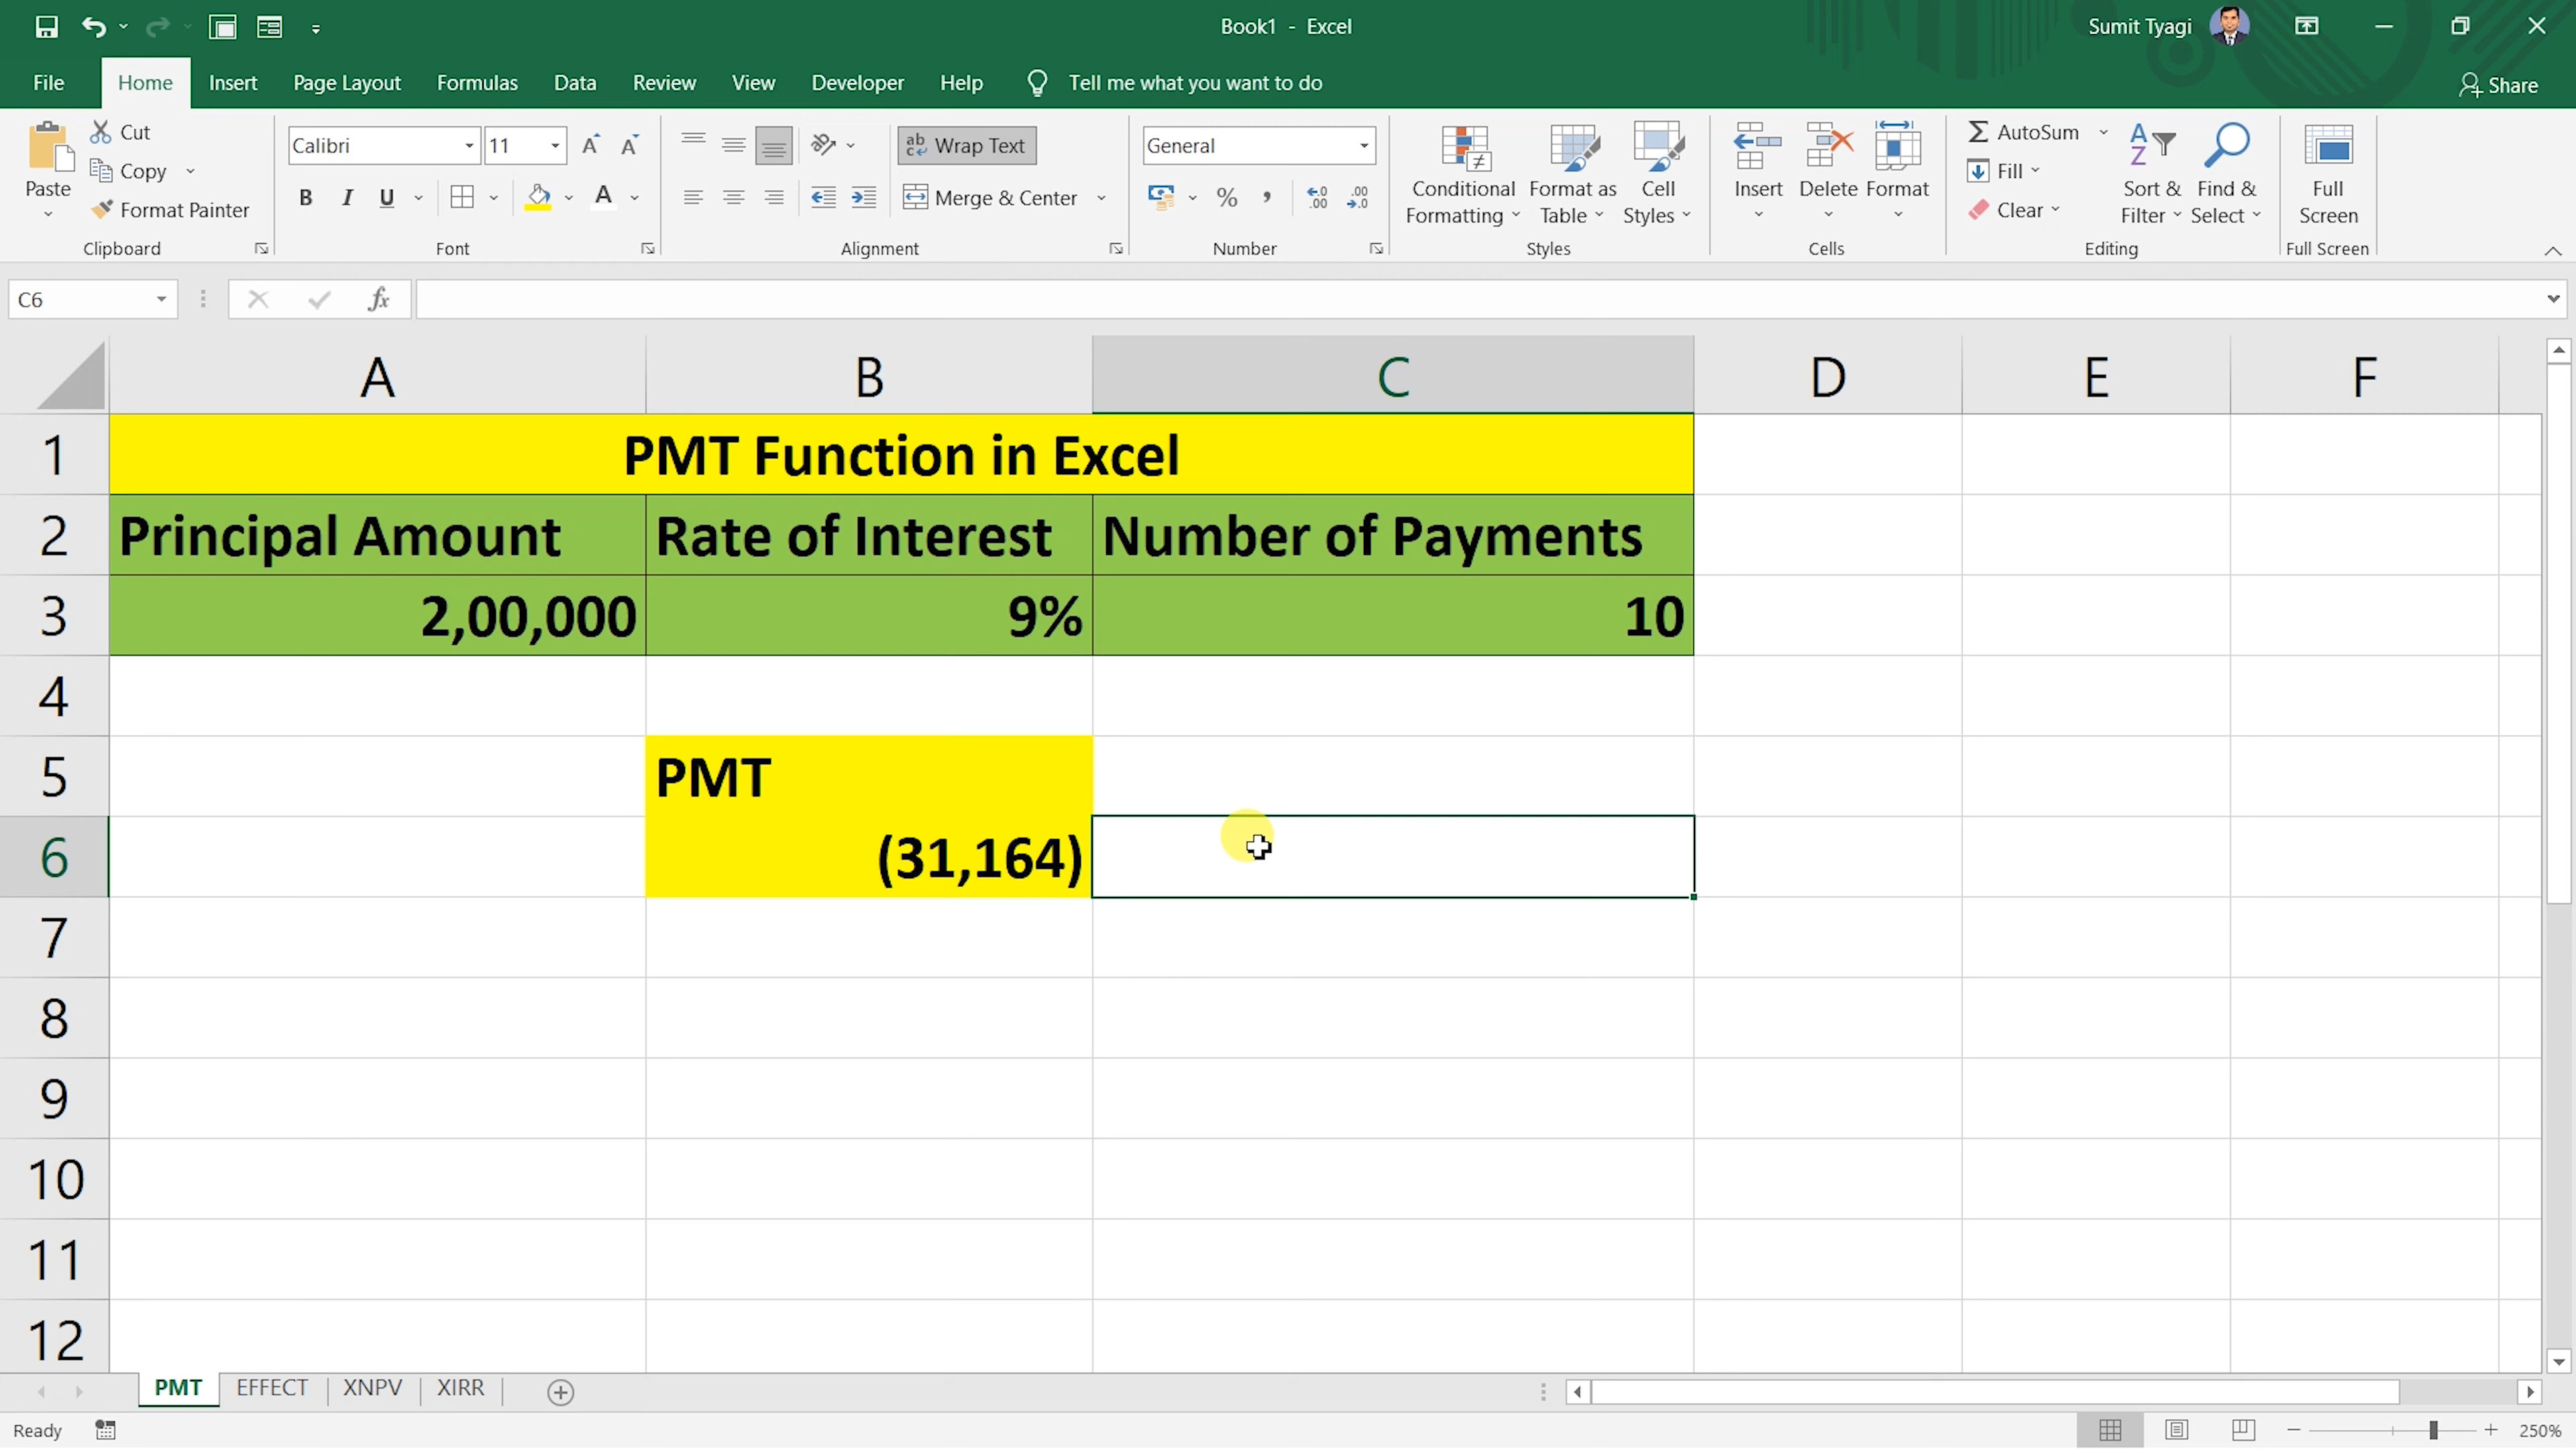 Book1 - Excel
Sumit Tyagi
File Home Insert Page Layout Formulas Data Review View Developer Help Tell me what you want to do Share
Paste
Cut
Copy
Format Painter
Clipboard
Calibri 11
B I U A
Font
ab Wrap Text
Merge & Center
Alignment
General
% , .00 .0
Number
Conditional Formatting
Format as Table
Cell Styles
Styles
Insert Delete Format
Cells
AutoSum
Fill
Clear
Sort & Filter
Find & Select
Editing
Full Screen
Full Screen
C6 fx
A B C D E F
1 PMT Function in Excel
2 Principal Amount Rate of Interest Number of Payments
3 2,00,000 9% 10
4
5 PMT
6 (31,164)
7
8
9
10
11
12
PMT EFFECT XNPV XIRR
Ready 250%